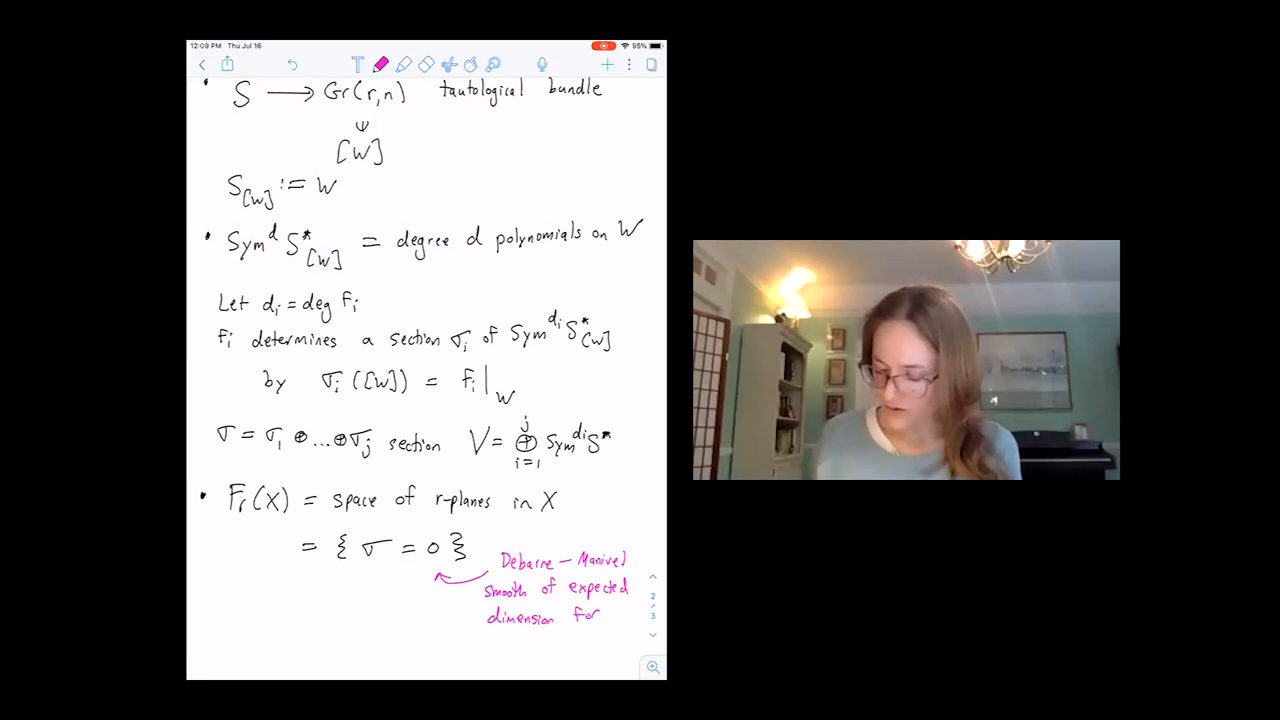 12:09 PM Thu Jul 16
95%
T
• S ⟶ Gr(r,n) tautological bundle
ψ
[W]
S_[W] := W
• Sym^d S*_[W] = degree d polynomials on W
Let d_i = deg f_i
f_i determines a section σ_i of Sym^{d_i} S*_[W]
by σ_i([W]) = f_i|_W
σ = σ_1 ⊕...⊕ σ_j section V = ⊕_{i=1}^{j} Sym^{d_i} S*
• F_r(X) = space of r-planes in X
= { σ = 0 }
Debarre – Manivel
smooth of expected
dimension for
2
/
3